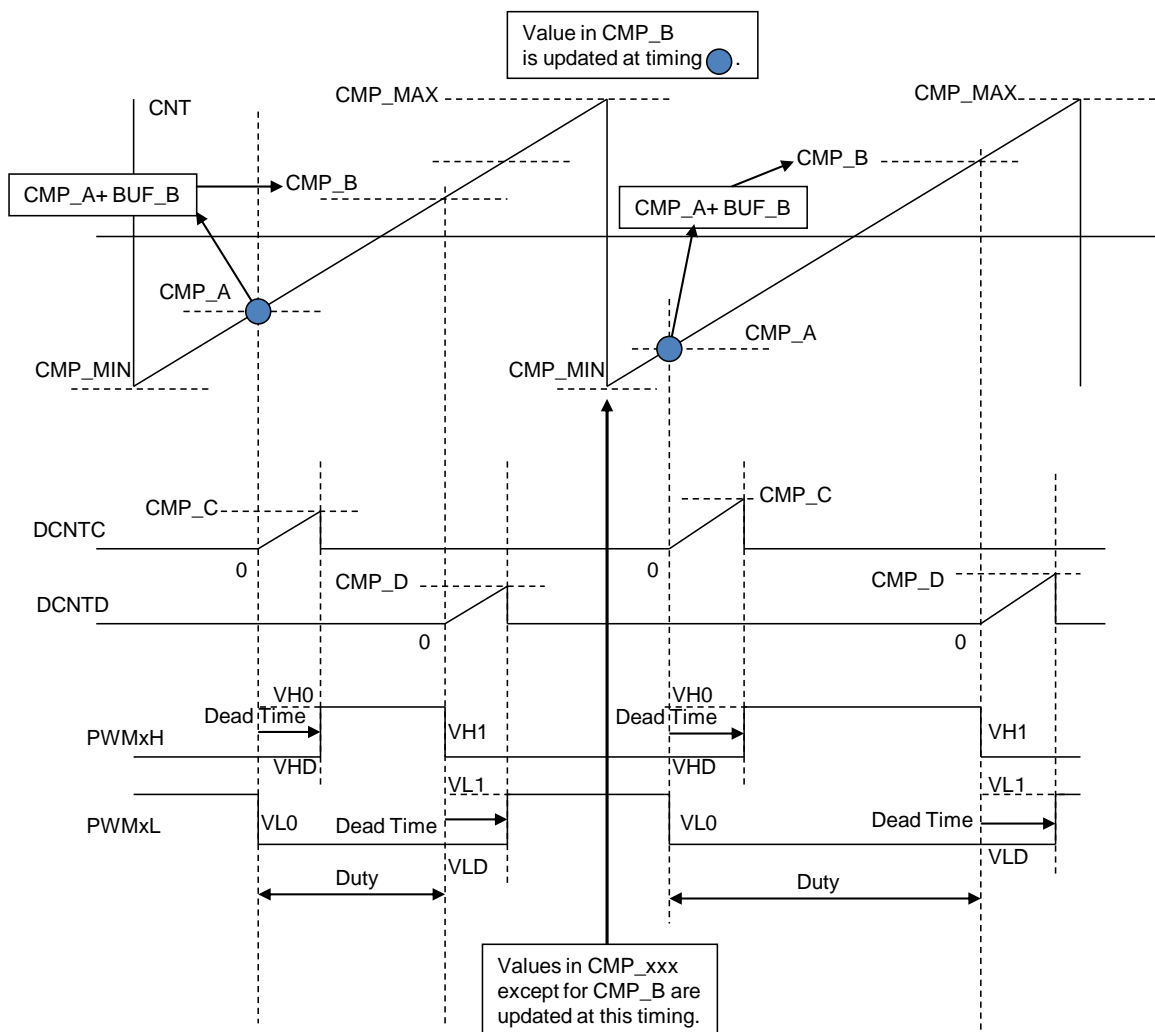 Value in CMP_B
is updated at timing .
CNT
CMP_MAX
CMP_MAX
CMP_A+ BUF_B
CMP_B
CMP_B
CMP_A+ BUF_B
CMP_A
CMP_A
CMP_MIN
CMP_MIN
CMP_C
CMP_C
DCNTC
0
0
CMP_D
CMP_D
DCNTD
0
0
VH0
VH0
Dead Time
Dead Time
PWMxH
VH1
VH1
VHD
VHD
VL1
VL1
PWMxL
VL0
Dead Time
VL0
Dead Time
VLD
VLD
Duty
Duty
Values in CMP_xxx
except for CMP_B are
updated at this timing.